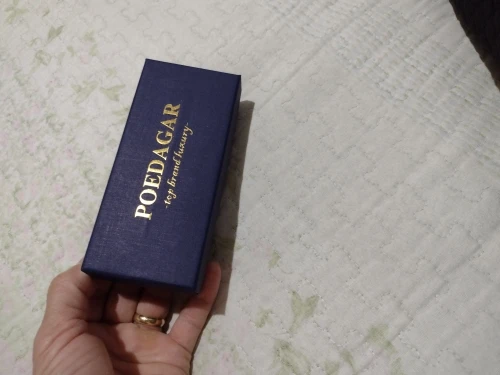 POEDAGAR
-top brand luxury-